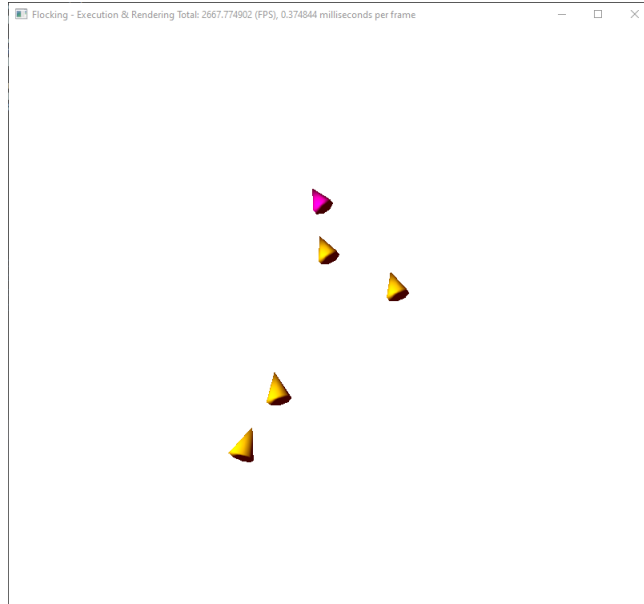 Flocking - Execution & Rendering Total: 2667.774902 (FPS), 0.374844 milliseconds per frame